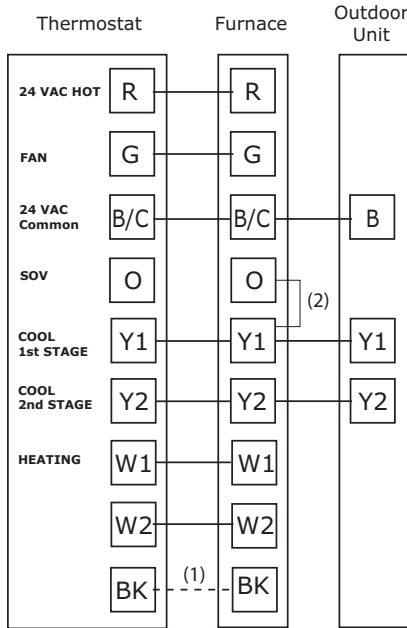 Thermostat Furnace Outdoor
Unit
24 VAC HOT R R
FAN G G
24 VAC
Common B/C B/C B
SOV O O
(2)
COOL
1st STAGE Y1 Y1 Y1
COOL
2nd STAGE Y2 Y2 Y2
HEATING W1 W1
W2 W2
BK (1) BK